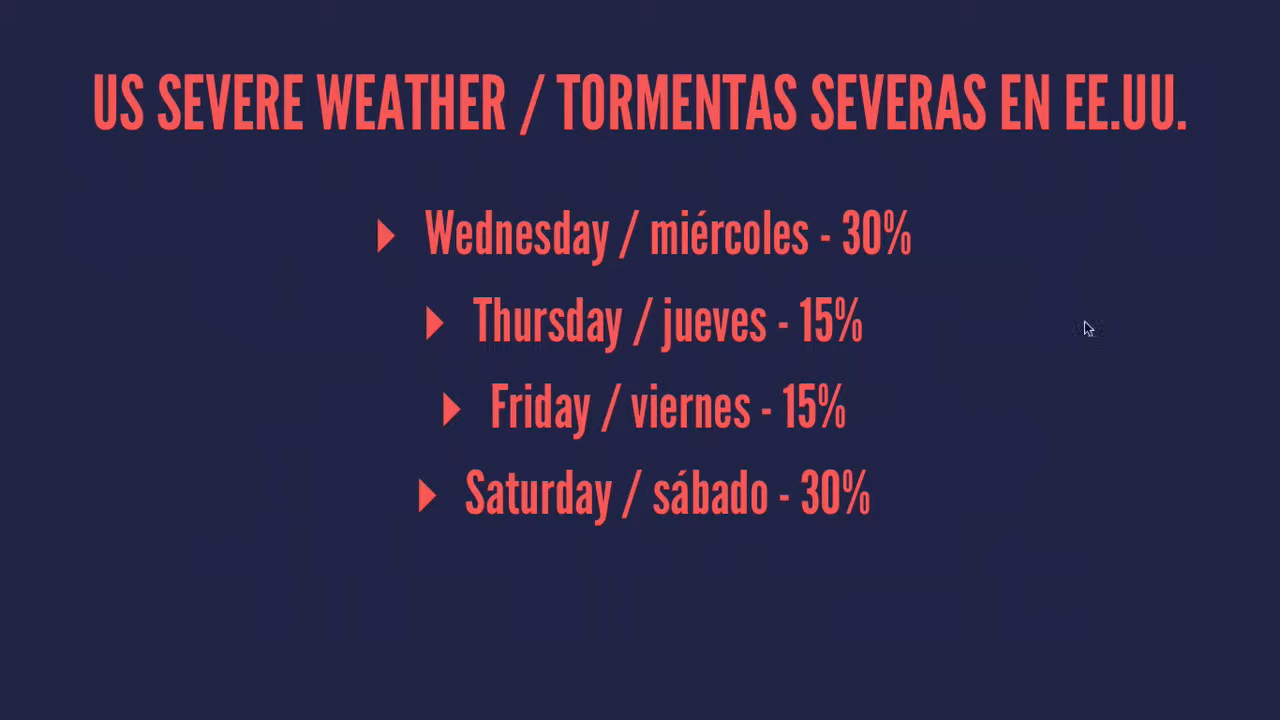 US SEVERE WEATHER / TORMENTAS SEVERAS EN EE.UU.
Wednesday / miércoles - 30%
Thursday / jueves - 15%
Friday / viernes - 15%
Saturday / sábado - 30%